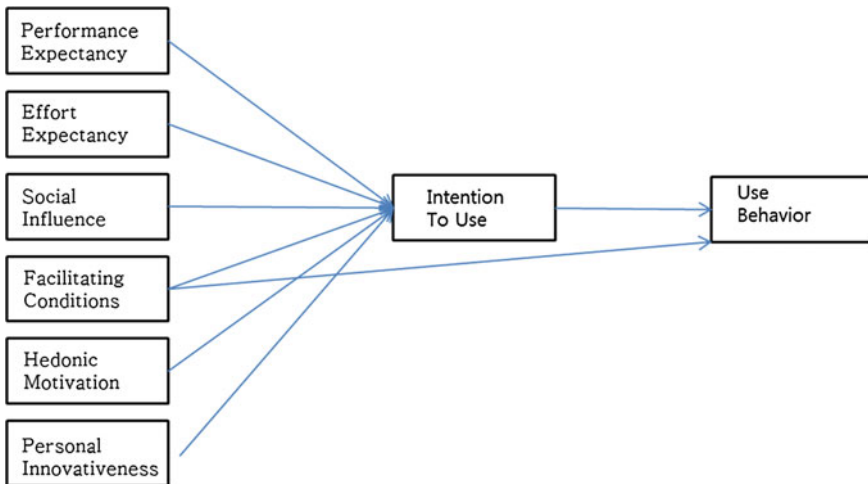 Performance
Expectancy
Effort
Expectancy
Social
Influence
Facilitating
Conditions
Hedonic
Motivation
Personal
Innovativeness
Intention
To Use
Use
Behavior